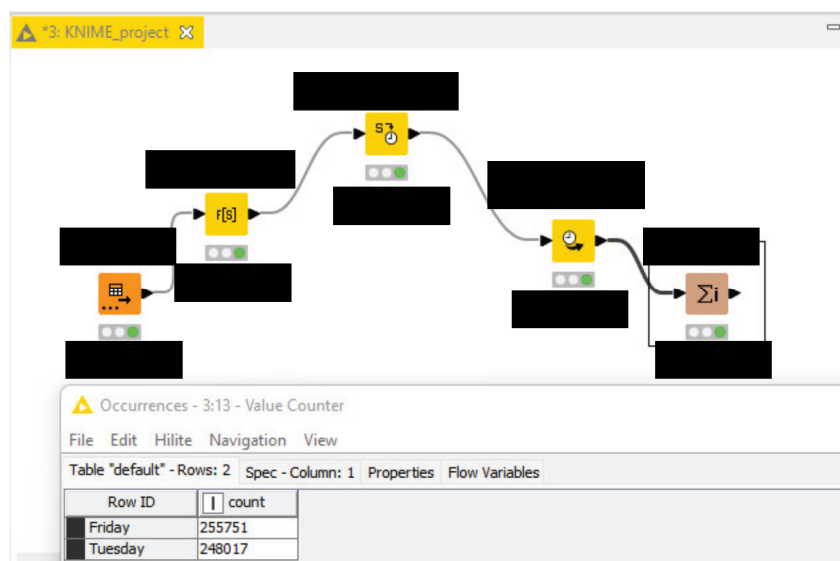 *3: KNIME_project
S
F[S]
Σi
Occurrences - 3:13 - Value Counter
File Edit Hilite Navigation View
Table "default" - Rows: 2 Spec - Column: 1 Properties Flow Variables
Row ID I count
Friday 255751
Tuesday 248017